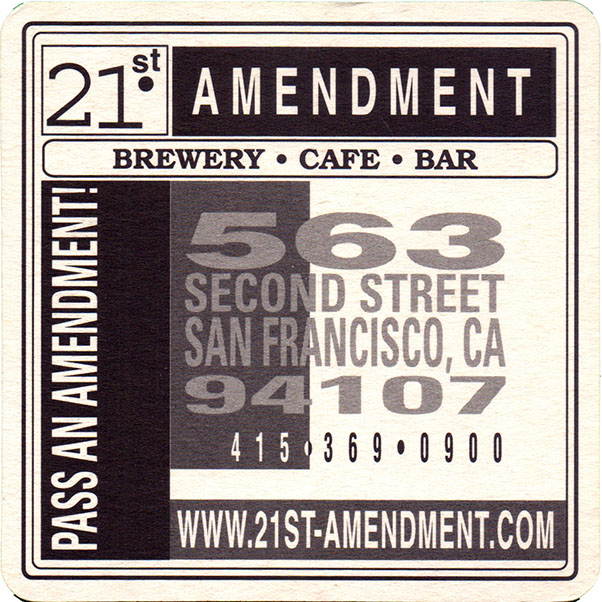 21st AMENDMENT
BREWERY • CAFE • BAR
PASS AN AMENDMENT!
563
SECOND STREET
SAN FRANCISCO, CA
94107
415•369•0900
WWW.21ST-AMENDMENT.COM